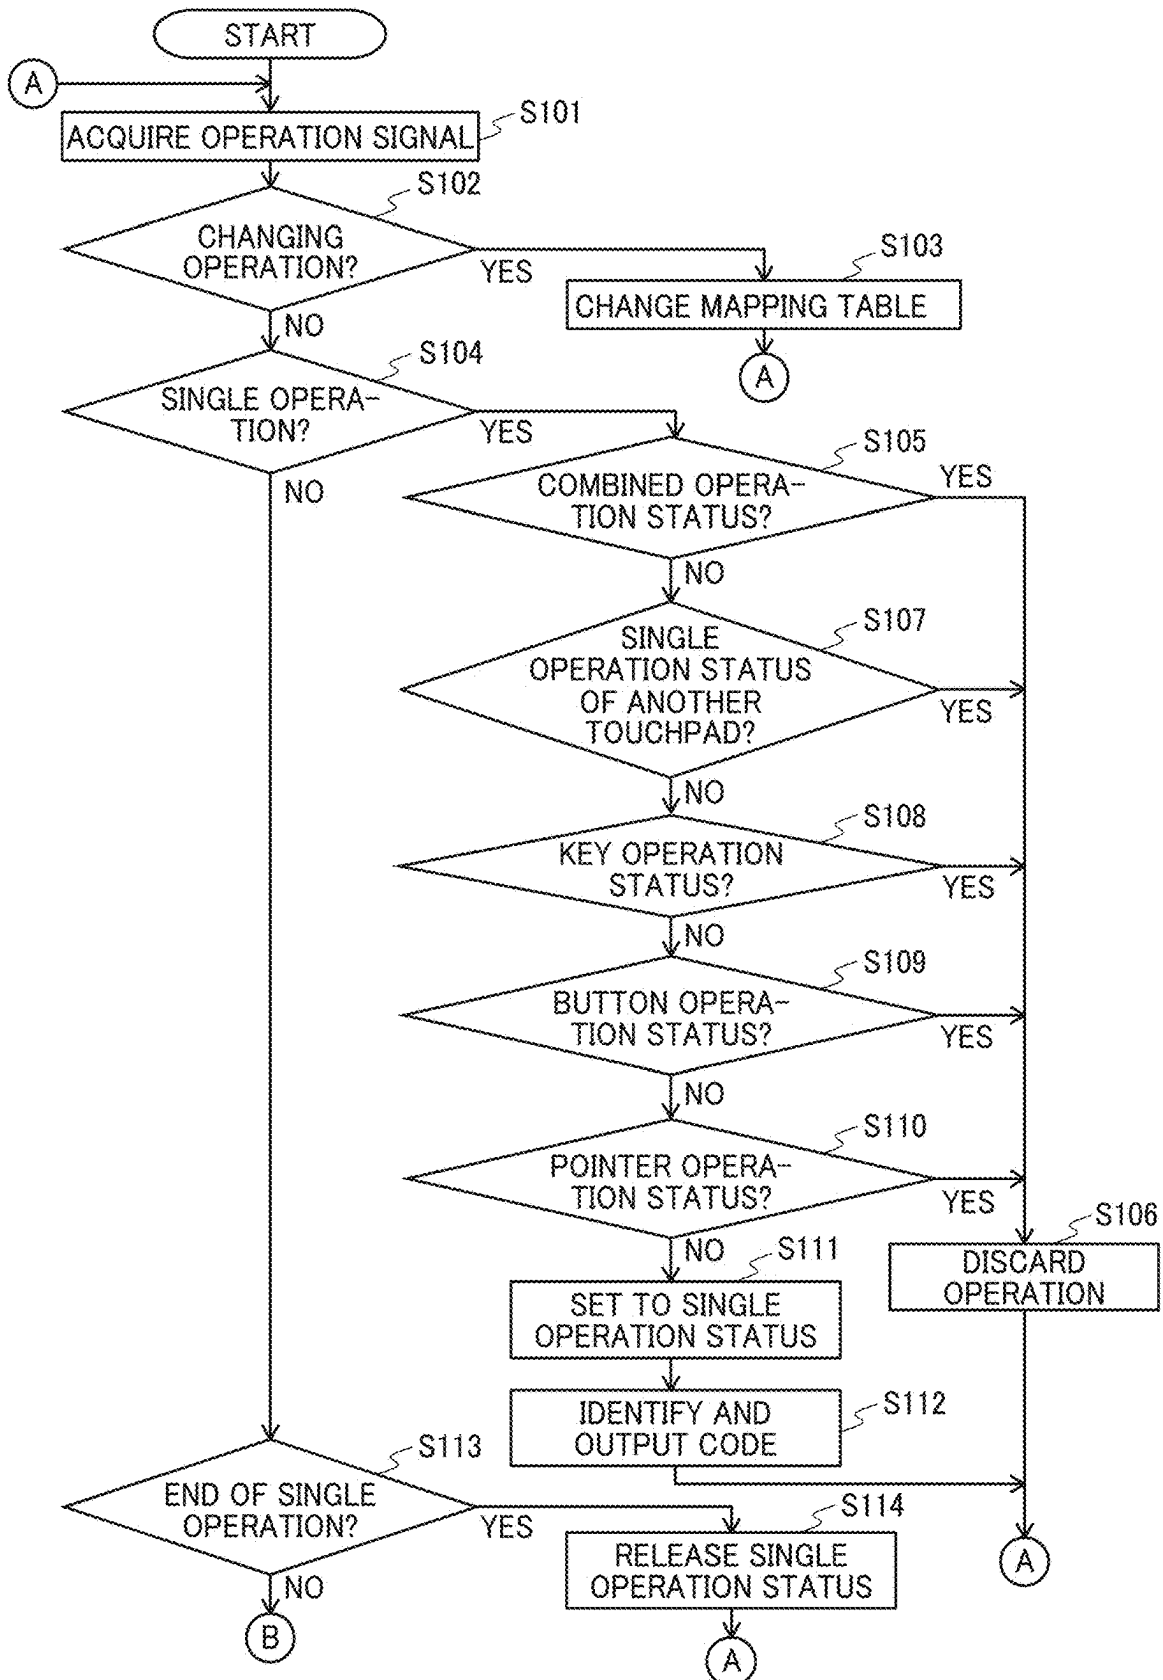 START
A
ACQUIRE OPERATION SIGNAL
S101
S102
CHANGING
OPERATION?
YES
NO
S103
CHANGE MAPPING TABLE
A
S104
SINGLE OPERA-
TION?
YES
NO
S105
COMBINED OPERA-
TION STATUS?
YES
NO
S107
SINGLE
OPERATION STATUS
OF ANOTHER
TOUCHPAD?
YES
NO
S108
KEY OPERATION
STATUS?
YES
NO
S109
BUTTON OPERA-
TION STATUS?
YES
NO
S110
POINTER OPERA-
TION STATUS?
YES
NO
S106
DISCARD
OPERATION
S111
SET TO SINGLE
OPERATION STATUS
S112
IDENTIFY AND
OUTPUT CODE
S113
END OF SINGLE
OPERATION?
YES
NO
S114
RELEASE SINGLE
OPERATION STATUS
A
B
A